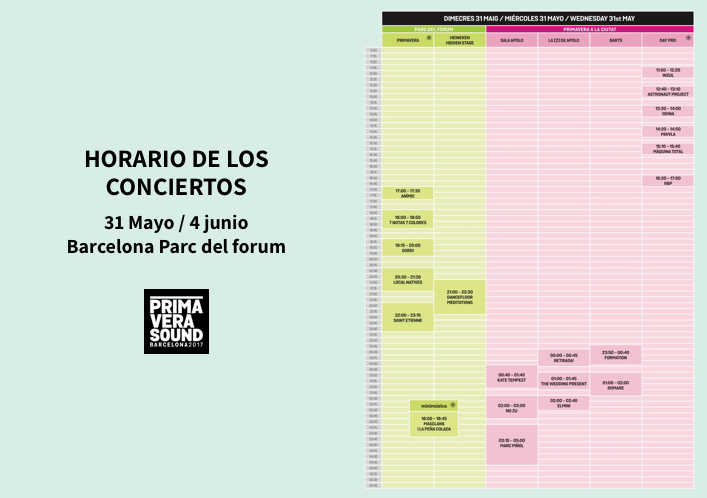 HORARIO DE LOS
CONCIERTOS
31 Mayo / 4 junio
Barcelona Parc del forum
PRIMA
VERA
SOUND
BARCELONA2017
DIMECRES 31 MAIG / MIÉRCOLES 31 MAYO / WEDNESDAY 31st MAY
PARC DEL FÒRUM
PRIMAVERA A LA CIUTAT
PRIMAVERA
HEINEKEN
HIDDEN STAGE
SALA APOLO
LA [2] DE APOLO
BARTS
DAY PRO
11:50 - 12:20
INZUL
12:40 - 13:10
ASTRONAUT PROJECT
13:30 - 14:00
ODINA
14:20 - 14:50
PAVVLA
15:10 - 15:40
MÁQUINA TOTAL
16:30 - 17:00
RBP
17:00 - 17:35
ANÍMIC
18:00 - 18:50
7 NOTAS 7 COLORES
19:15 - 20:00
GORDI
20:30 - 21:30
LOCAL NATIVES
21:00 - 22:30
DANCEFLOOR
MEDITATIONS
22:00 - 23:15
SAINT ETIENNE
00:00 - 00:45
RETIRADA!
23:50 - 00:40
FORMATION
00:40 - 01:40
KATE TEMPEST
01:00 - 01:45
THE WEDDING PRESENT
01:00 - 02:00
ROMARE
02:00 - 03:00
NO ZU
02:00 - 02:40
ELMINI
minimúsica
16:00 - 16:45
MASCLANS
I LA PEÑA COLADA
03:15 - 05:00
MARC PIÑOL